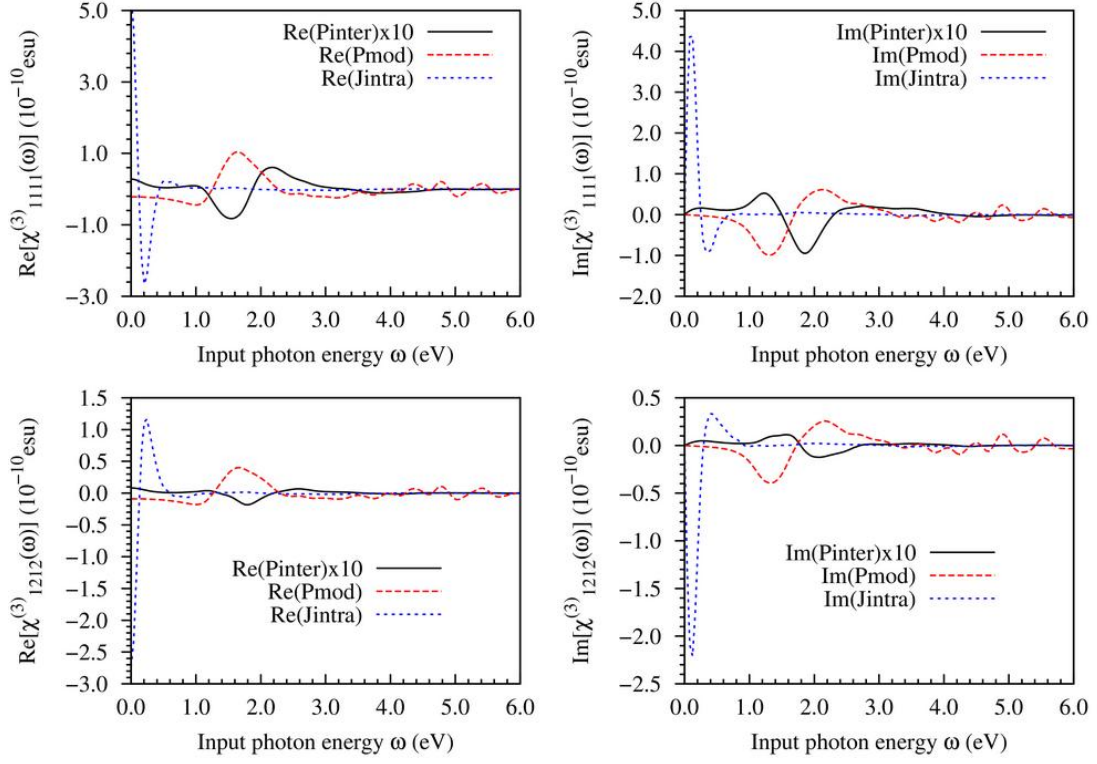 Re[χ(3)1111(ω)] (10−10esu)
5.0
3.0
1.0
−1.0
−3.0
Re(Pinter)x10
Re(Pmod)
Re(Jintra)
0.0 1.0 2.0 3.0 4.0 5.0 6.0
Input photon energy ω (eV)
Im[χ(3)1111(ω)] (10−10esu)
5.0
4.0
3.0
2.0
1.0
0.0
−1.0
−2.0
Im(Pinter)x10
Im(Pmod)
Im(Jintra)
0.0 1.0 2.0 3.0 4.0 5.0 6.0
Input photon energy ω (eV)
Re[χ(3)1212(ω)] (10−10esu)
1.5
1.0
0.5
0.0
−0.5
−1.0
−1.5
−2.0
−2.5
−3.0
Re(Pinter)x10
Re(Pmod)
Re(Jintra)
0.0 1.0 2.0 3.0 4.0 5.0 6.0
Input photon energy ω (eV)
Im[χ(3)1212(ω)] (10−10esu)
0.5
0.0
−0.5
−1.0
−1.5
−2.0
−2.5
Im(Pinter)x10
Im(Pmod)
Im(Jintra)
0.0 1.0 2.0 3.0 4.0 5.0 6.0
Input photon energy ω (eV)